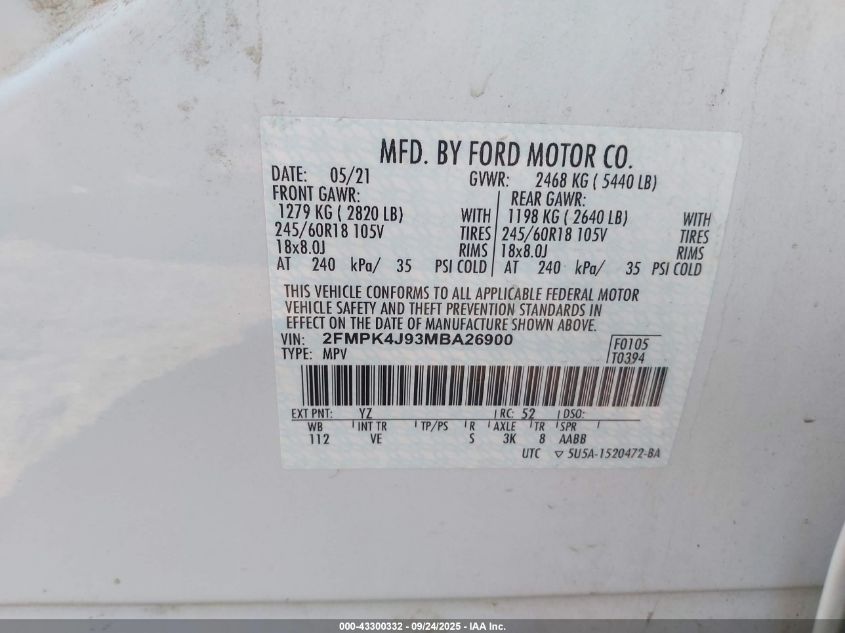 MFD. BY FORD MOTOR CO.
DATE: 05/21 GVWR: 2468 KG ( 5440 LB)
FRONT GAWR: REAR GAWR:
1279 KG ( 2820 LB) WITH 1198 KG ( 2640 LB) WITH
245/60R18 105V TIRES 245/60R18 105V TIRES
18x8.0J RIMS 18x8.0J RIMS
AT 240 kPa/ 35 PSI COLD AT 240 kPa/ 35 PSI COLD
THIS VEHICLE CONFORMS TO ALL APPLICABLE FEDERAL MOTOR
VEHICLE SAFETY AND THEFT PREVENTION STANDARDS IN
EFFECT ON THE DATE OF MANUFACTURE SHOWN ABOVE.
VIN: 2FMPK4J93MBA26900 F0105
TYPE: MPV T0394
EXT PNT: YZ RC: 52 DSO:
WB INT TR TP/PS R AXLE TR SPR
112 VE S 3K 8 AABB
UTC ▽ 5U5A-1520472-BA
000-43300332 - 09/24/2025 - IAA Inc.